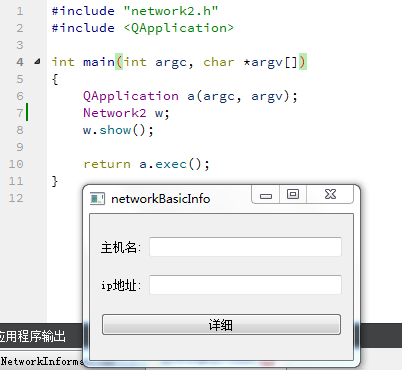 1 #include "network2.h"
2 #include <QApplication>
3
4 int main(int argc, char *argv[])
5 {
6 QApplication a(argc, argv);
7 Network2 w;
8 w.show();
9
10 return a.exec();
11 }
12
networkBasicInfo
主机名:
ip地址:
详细
应用程序输出